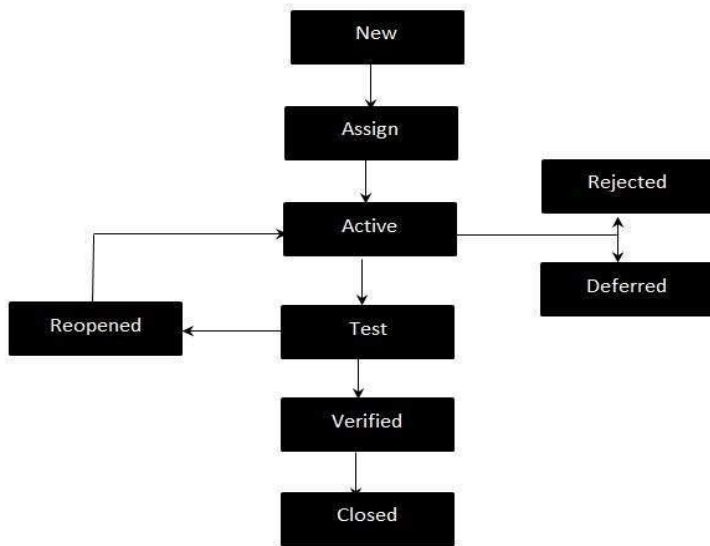 New
Assign
Rejected
Active
Deferred
Reopened
Test
Verified
Closed